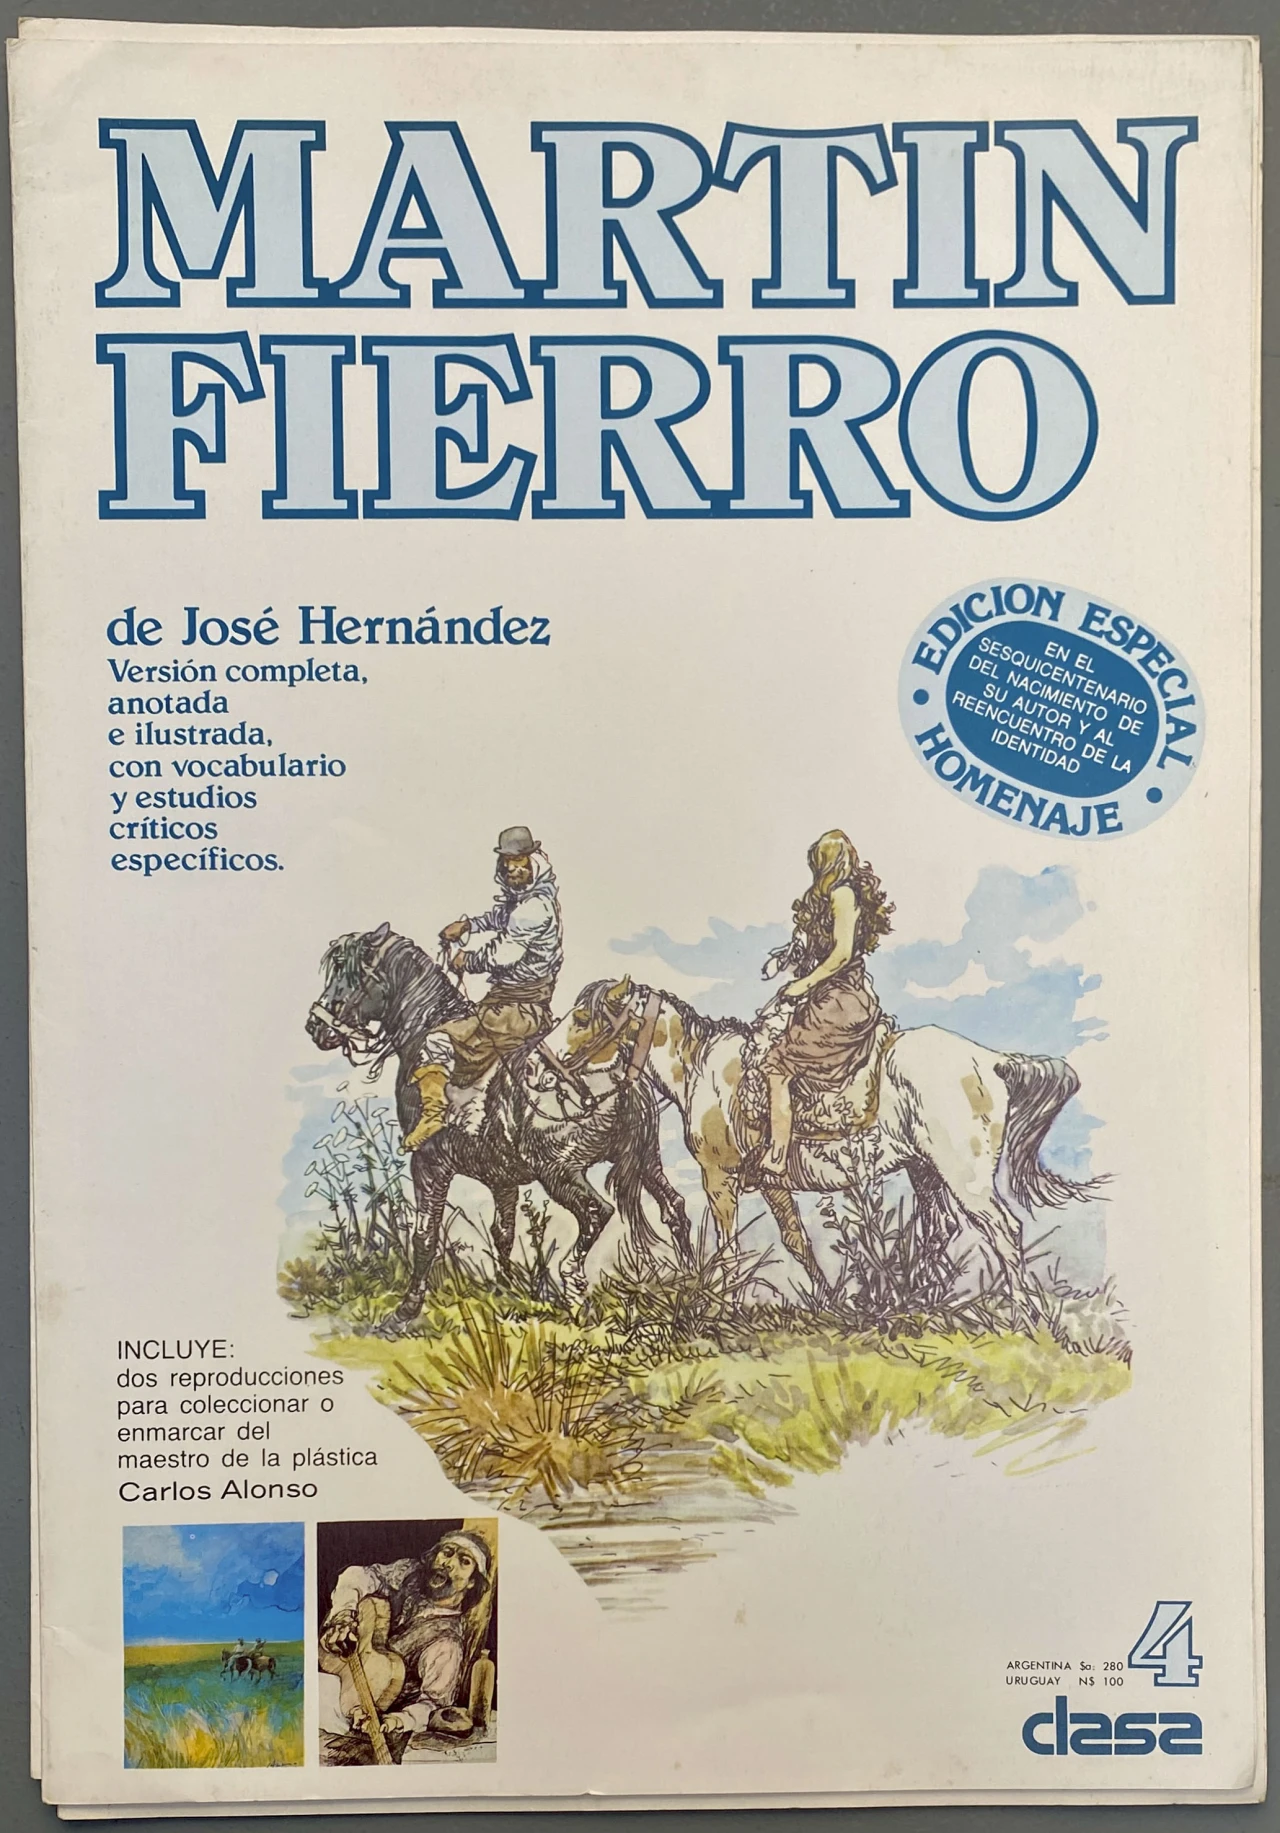 MARTIN
FIERRO
de José Hernández
Versión completa,
anotada
e ilustrada,
con vocabulario
y estudios
críticos
específicos.
EDICION ESPECIAL
EN EL
SESQUICENTENARIO
DEL NACIMIENTO DE
SU AUTOR Y AL
REENCUENTRO DE LA
IDENTIDAD
• HOMENAJE •
INCLUYE:
dos reproducciones
para coleccionar o
enmarcar del
maestro de la plástica
Carlos Alonso
4
ARGENTINA $a: 280
URUGUAY N$ 100
clasa